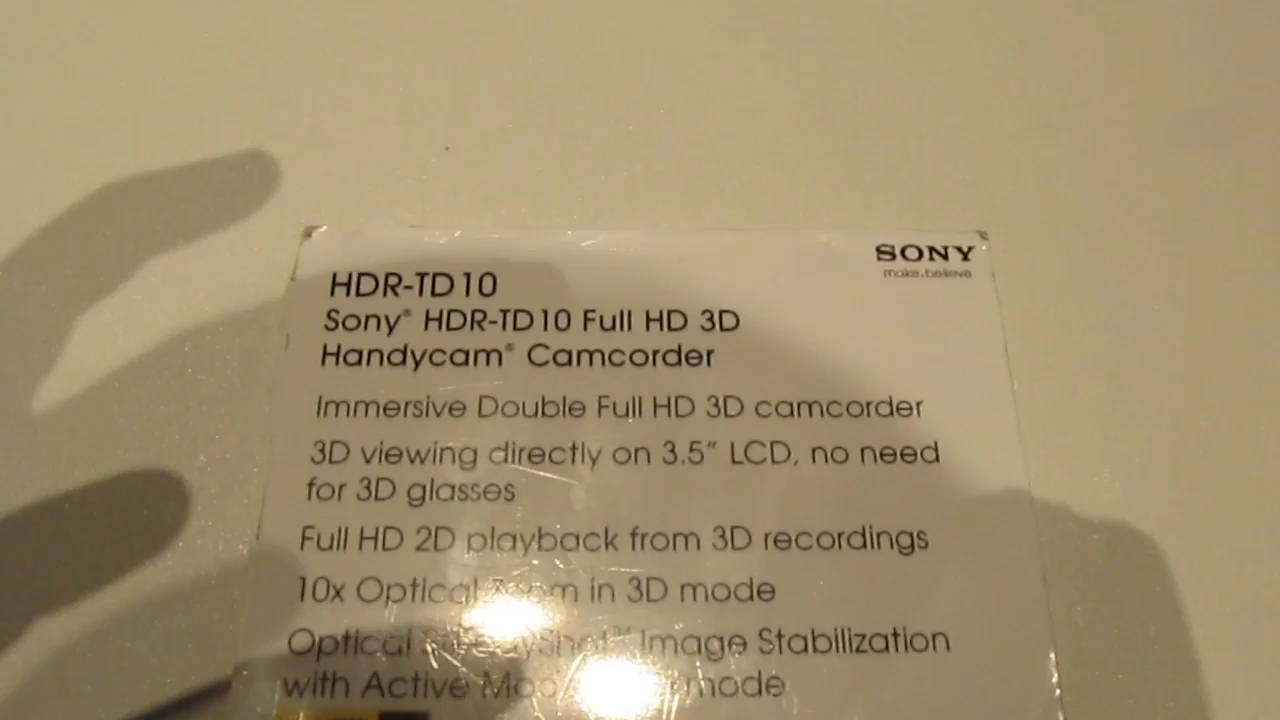 SONY
make.believe
HDR-TD10
Sony® HDR-TD10 Full HD 3D
Handycam® Camcorder
Immersive Double Full HD 3D camcorder
3D viewing directly on 3.5" LCD, no need
for 3D glasses
Full HD 2D playback from 3D recordings
10x Optical Zoom in 3D mode
Optical SteadyShot™ Image Stabilization
with Active mode